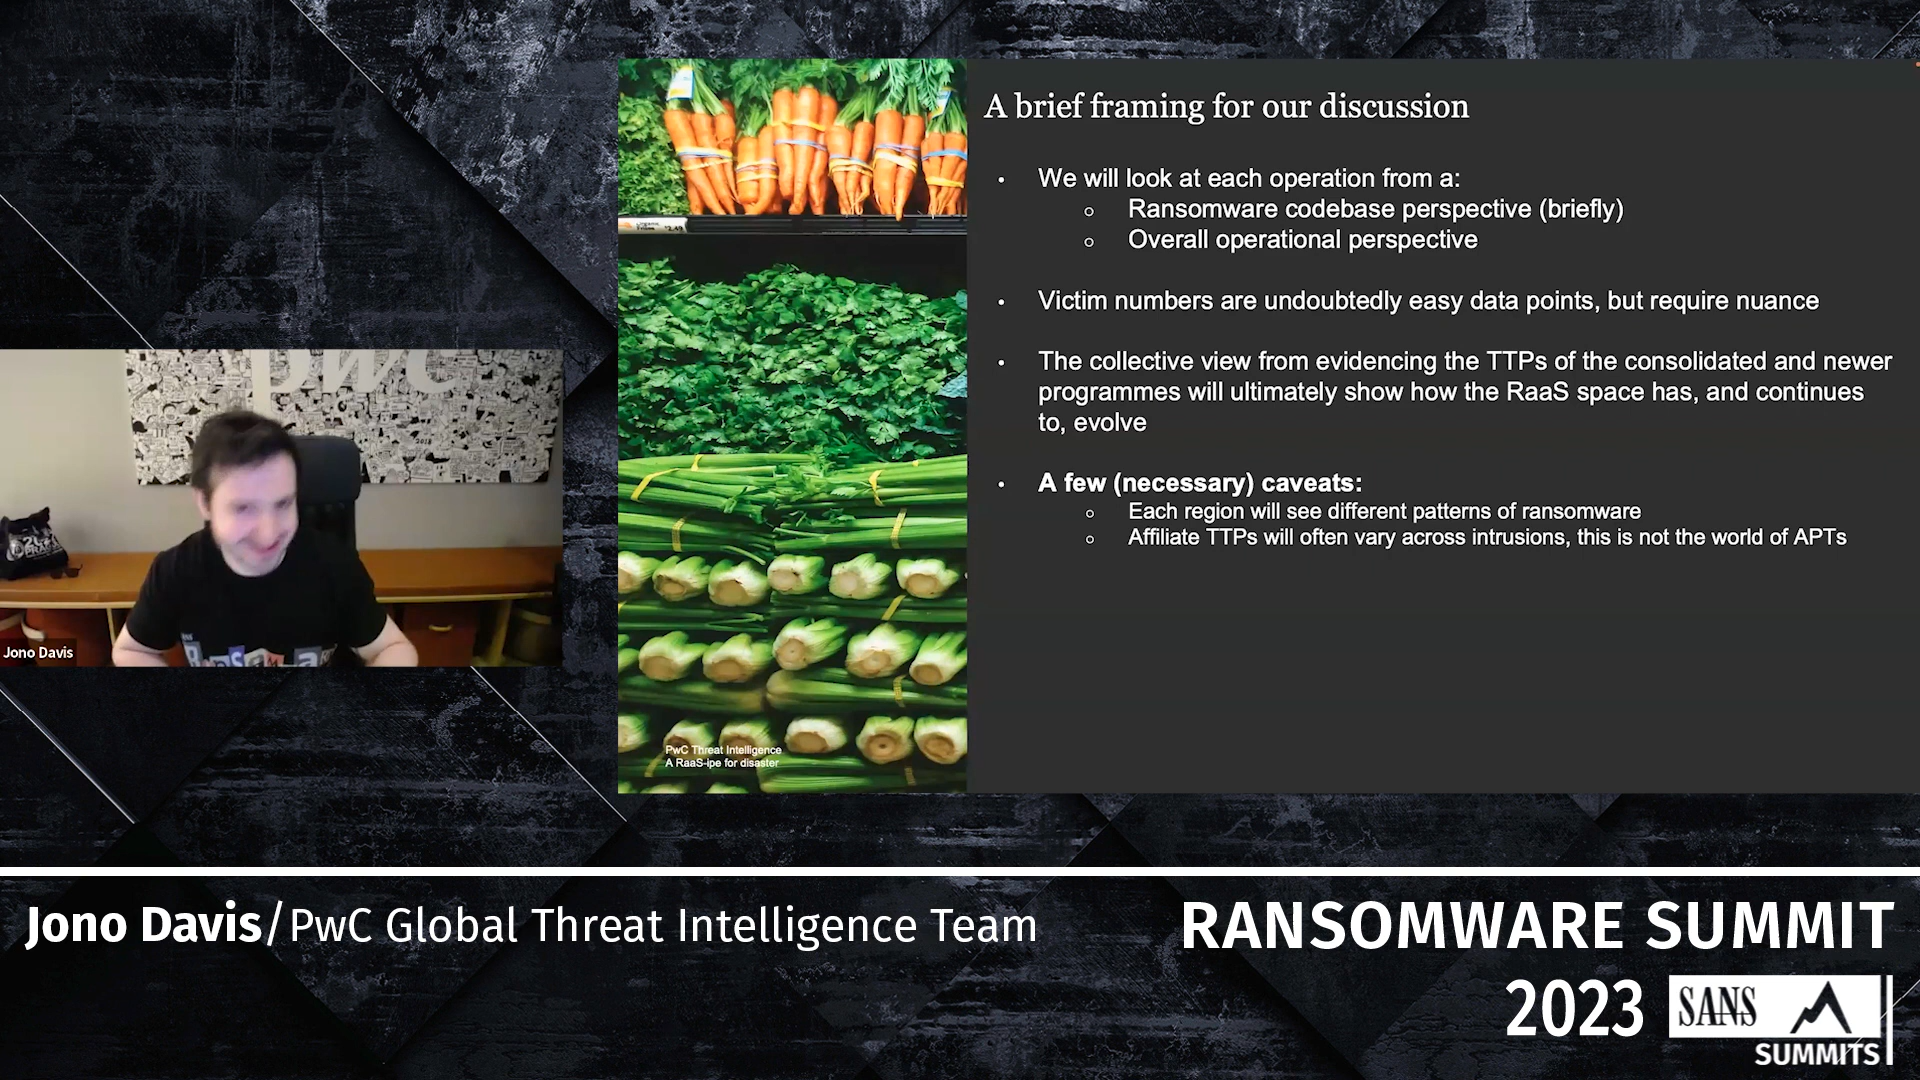 A brief framing for our discussion
We will look at each operation from a:
Ransomware codebase perspective (briefly)
Overall operational perspective
Victim numbers are undoubtedly easy data points, but require nuance
The collective view from evidencing the TTPs of the consolidated and newer
programmes will ultimately show how the RaaS space has, and continues
to, evolve
A few (necessary) caveats:
Each region will see different patterns of ransomware
Affiliate TTPs will often vary across intrusions, this is not the world of APTs
PwC Threat Intelligence
A RaaS-ipe for disaster
pwc
Jono Davis
Jono Davis/PwC Global Threat Intelligence Team
RANSOMWARE SUMMIT
2023
SANS
SUMMITS